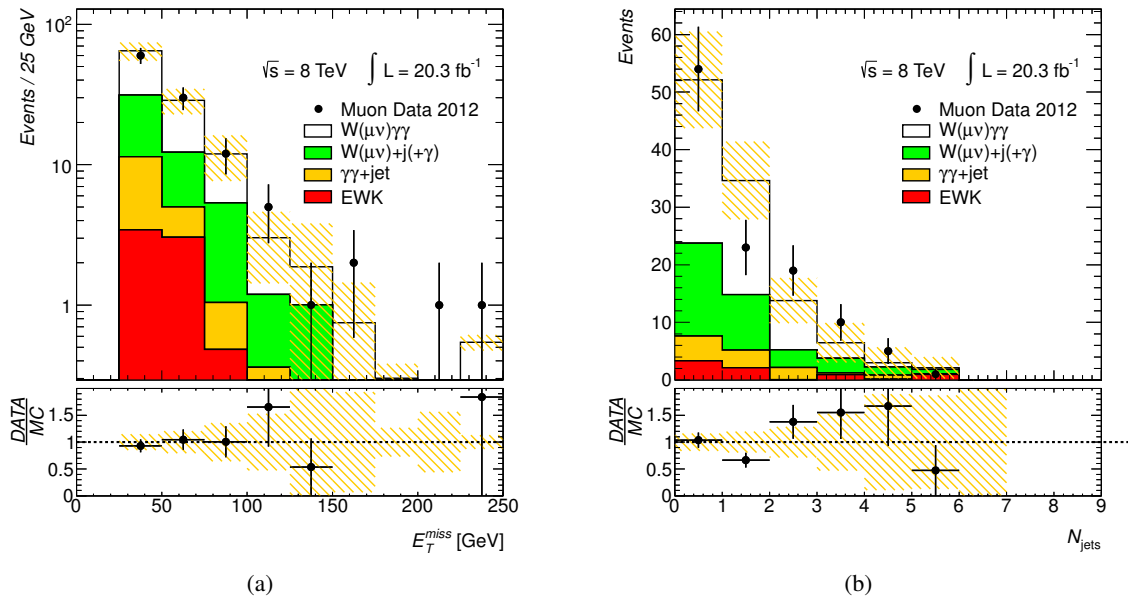 Events / 25 GeV
10²
10
1
√s = 8 TeV ∫ L = 20.3 fb⁻¹
Muon Data 2012
W(μν)γγ
W(μν)+j(+γ)
γγ+jet
EWK
DATA
MC
1.5
1
0.5
0
0 50 100 150 200 250
E_T^miss [GeV]
(a)
Events
60
50
40
30
20
10
0
√s = 8 TeV ∫ L = 20.3 fb⁻¹
Muon Data 2012
W(μν)γγ
W(μν)+j(+γ)
γγ+jet
EWK
DATA
MC
1.5
1
0.5
0
0 1 2 3 4 5 6 7 8 9
N_jets
(b)